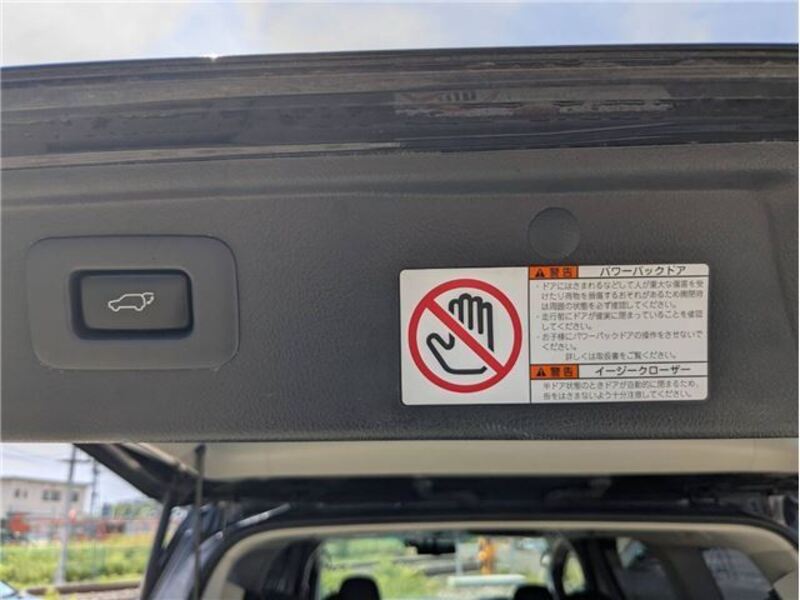 警告 パワーバックドア
・ドアにはさまれるなどして人が重大な傷害を受
けたり荷物を損傷するおそれがあるため開閉時
は周囲の状態を必ず確認してください。
・走行前にドアが確実に閉まっていることを確認
してください。
・お子様にパワーバックドアの操作をさせないで
ください。
詳しくは取扱書をご覧ください。
警告 イージークローザー
半ドア状態のときドアが自動的に閉まるため、
指をはさまないよう十分注意してください。